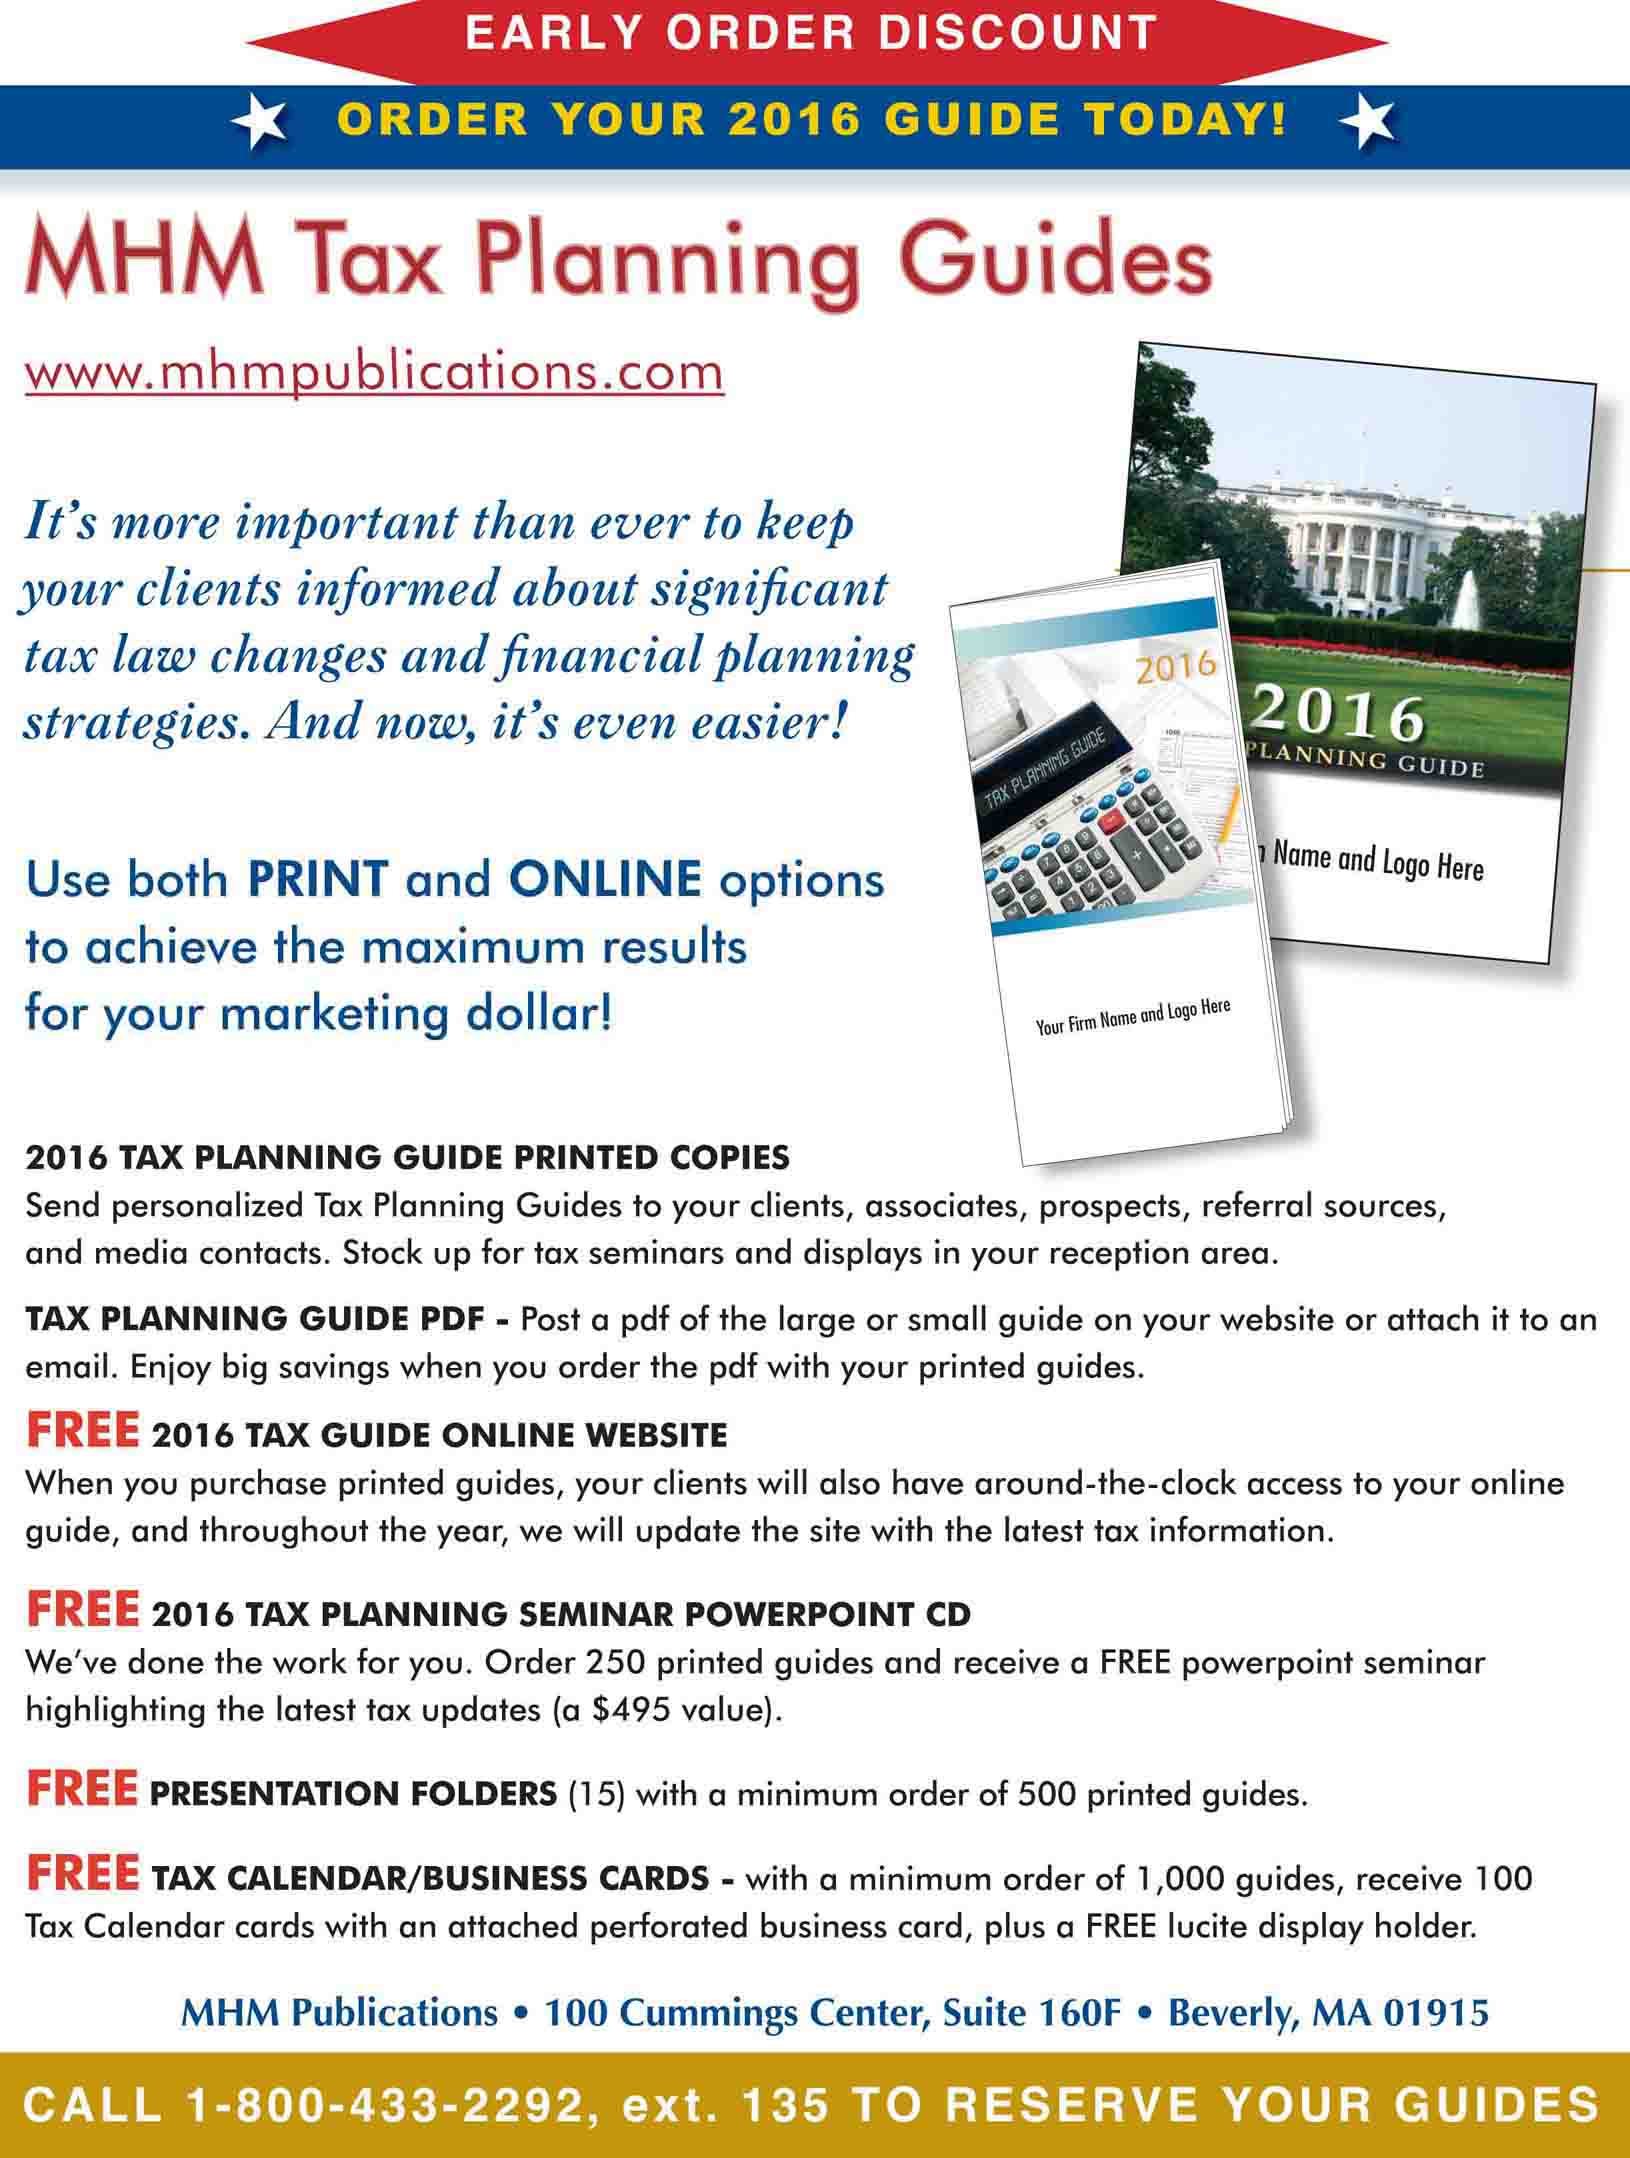 EARLY ORDER DISCOUNT
ORDER YOUR 2016 GUIDE TODAY!
MHM Tax Planning Guides
www.mhmpublications.com
It's more important than ever to keep
your clients informed about significant
tax law changes and financial planning
strategies. And now, it's even easier!
2016
PLANNING GUIDE
Name and Logo Here
2016
TAX PLANNING GUIDE
1040
Your Firm Name and Logo Here
Use both PRINT and ONLINE options
to achieve the maximum results
for your marketing dollar!
2016 TAX PLANNING GUIDE PRINTED COPIES
Send personalized Tax Planning Guides to your clients, associates, prospects, referral sources,
and media contacts. Stock up for tax seminars and displays in your reception area.
TAX PLANNING GUIDE PDF - Post a pdf of the large or small guide on your website or attach it to an
email. Enjoy big savings when you order the pdf with your printed guides.
FREE 2016 TAX GUIDE ONLINE WEBSITE
When you purchase printed guides, your clients will also have around-the-clock access to your online
guide, and throughout the year, we will update the site with the latest tax information.
FREE 2016 TAX PLANNING SEMINAR POWERPOINT CD
We've done the work for you. Order 250 printed guides and receive a FREE powerpoint seminar
highlighting the latest tax updates (a $495 value).
FREE PRESENTATION FOLDERS (15) with a minimum order of 500 printed guides.
FREE TAX CALENDAR/BUSINESS CARDS - with a minimum order of 1,000 guides, receive 100
Tax Calendar cards with an attached perforated business card, plus a FREE lucite display holder.
MHM Publications • 100 Cummings Center, Suite 160F • Beverly, MA 01915
CALL 1-800-433-2292, ext. 135 TO RESERVE YOUR GUIDES